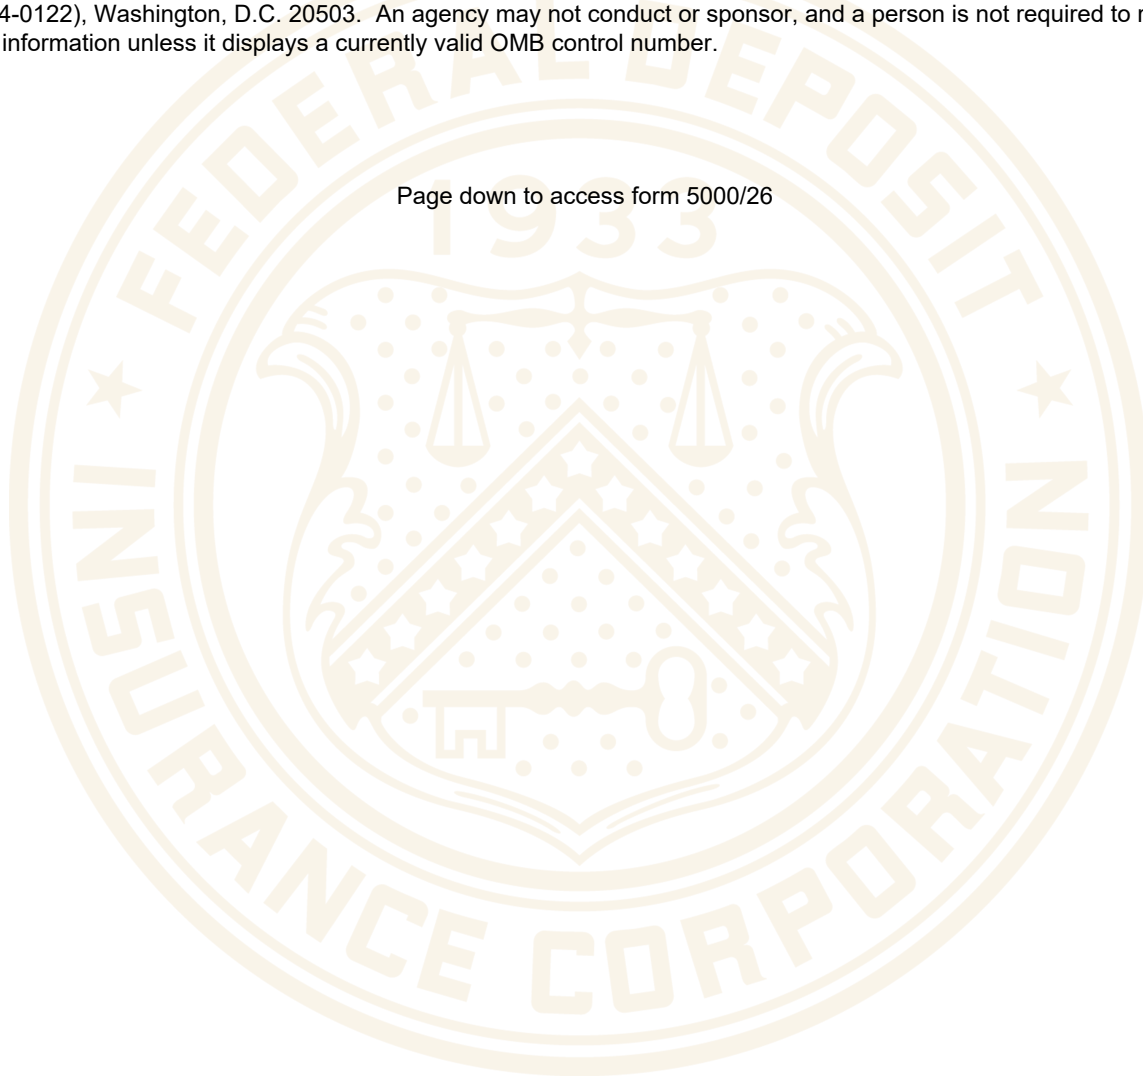 4-0122), Washington, D.C. 20503.  An agency may not conduct or sponsor, and a person is not required to
information unless it displays a currently valid OMB control number.
Page down to access form 5000/26
FEDERAL DEPOSIT INSURANCE CORPORATION
1933